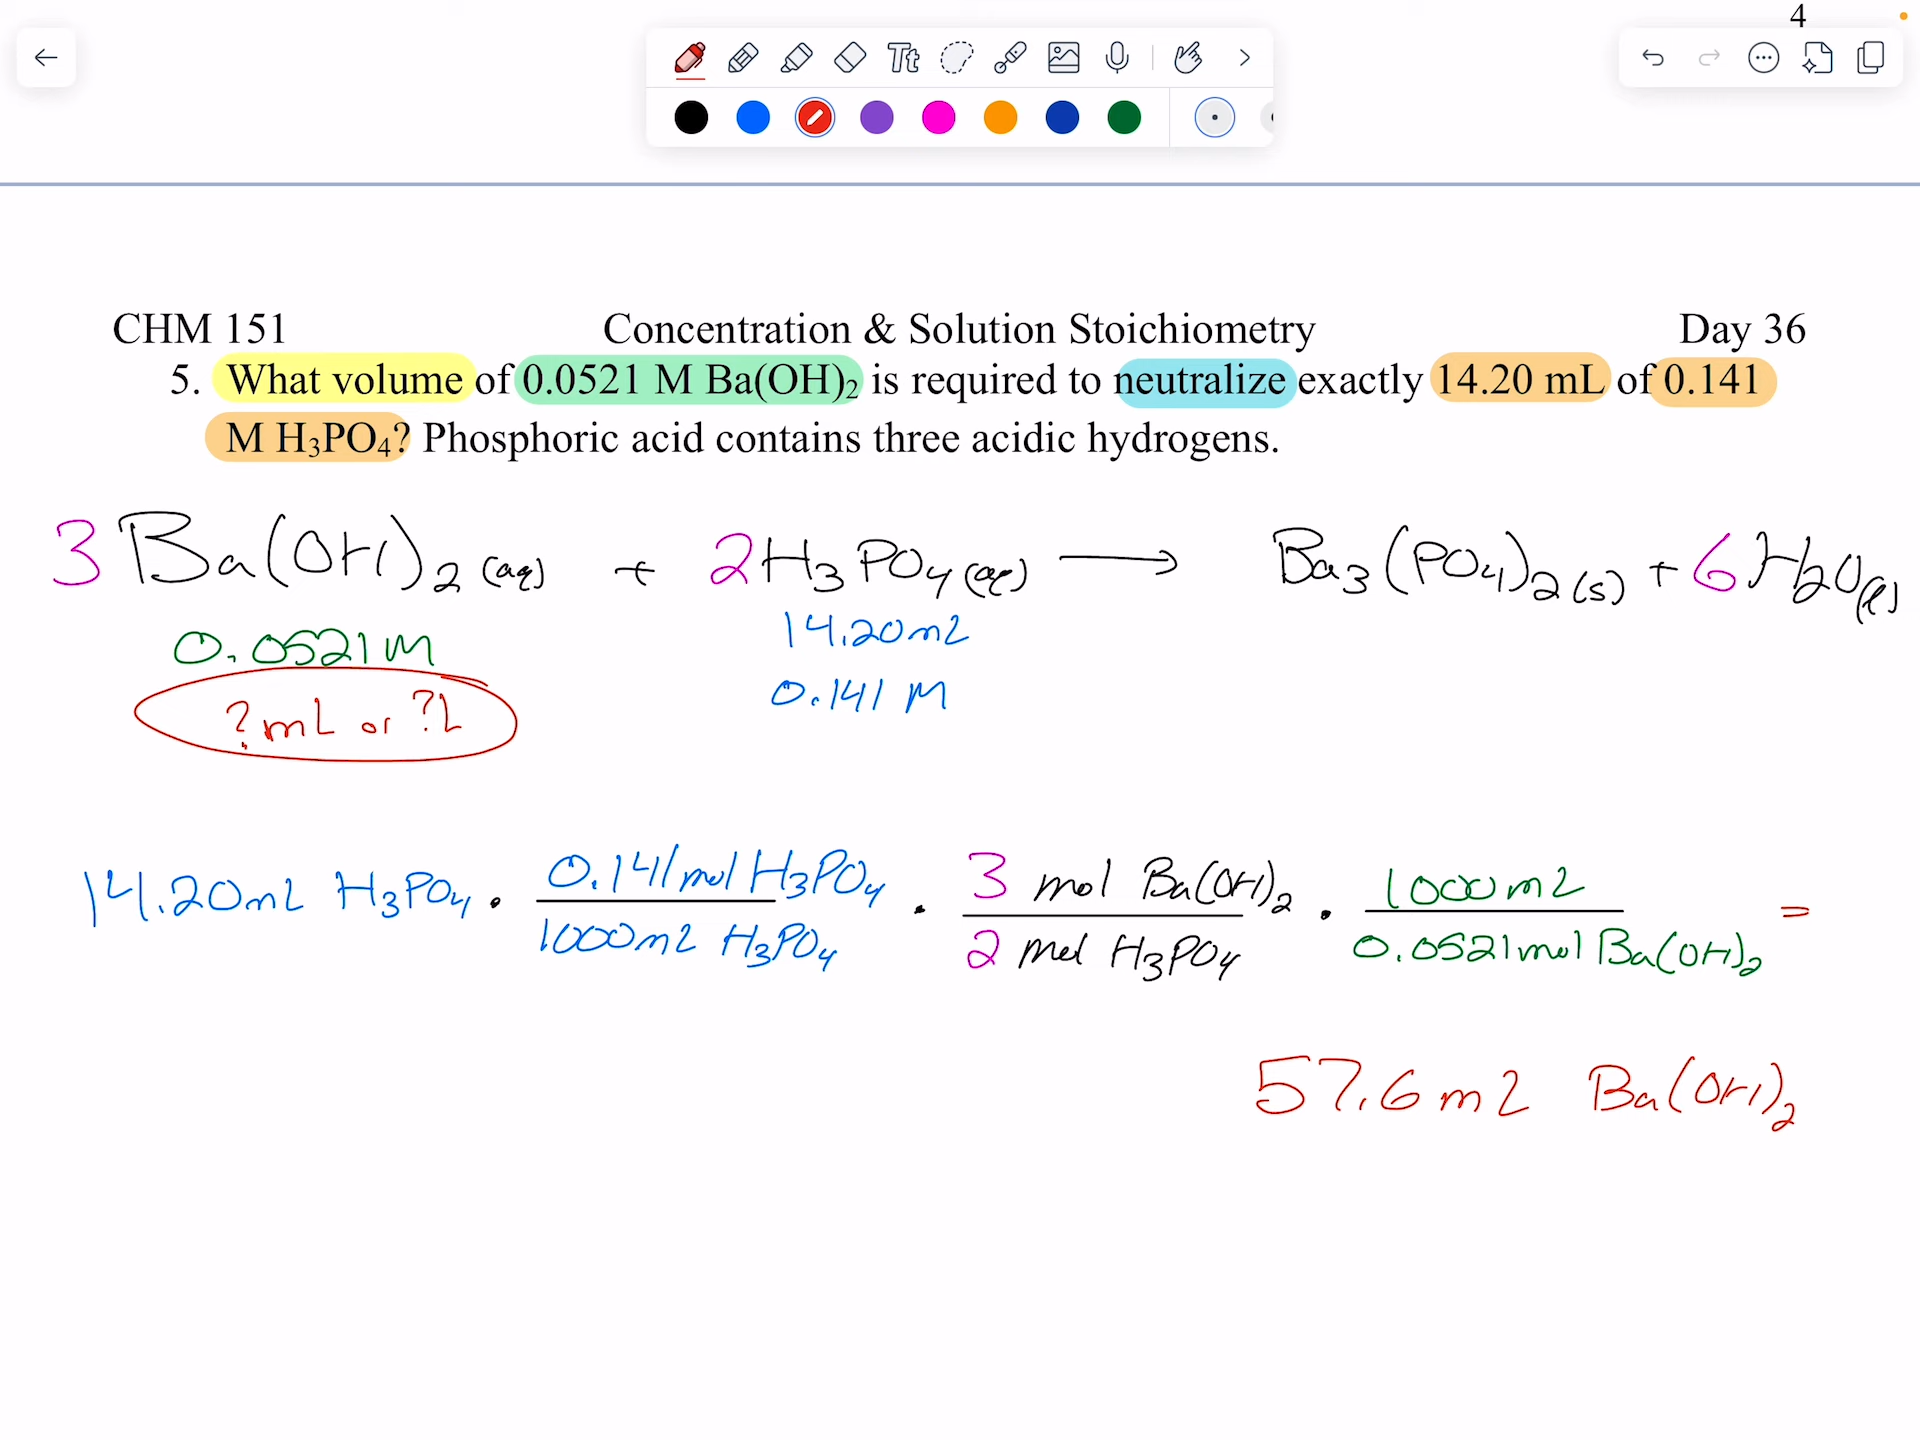 4
Tt
CHM 151 Concentration & Solution Stoichiometry Day 36
5. What volume of 0.0521 M Ba(OH)₂ is required to neutralize exactly 14.20 mL of 0.141
M H₃PO₄? Phosphoric acid contains three acidic hydrogens.
3 Ba(OH)₂ (aq) + 2 H₃PO₄ (aq) ⟶ Ba₃(PO₄)₂ (s) + 6 H₂O (l)
0.0521 M 14.20 mL
? mL or ? L 0.141 M
14.20 mL H₃PO₄ · 0.141 mol H₃PO₄ · 3 mol Ba(OH)₂ · 1000 mL =
1000 mL H₃PO₄ 2 mol H₃PO₄ 0.0521 mol Ba(OH)₂
57.6 mL Ba(OH)₂